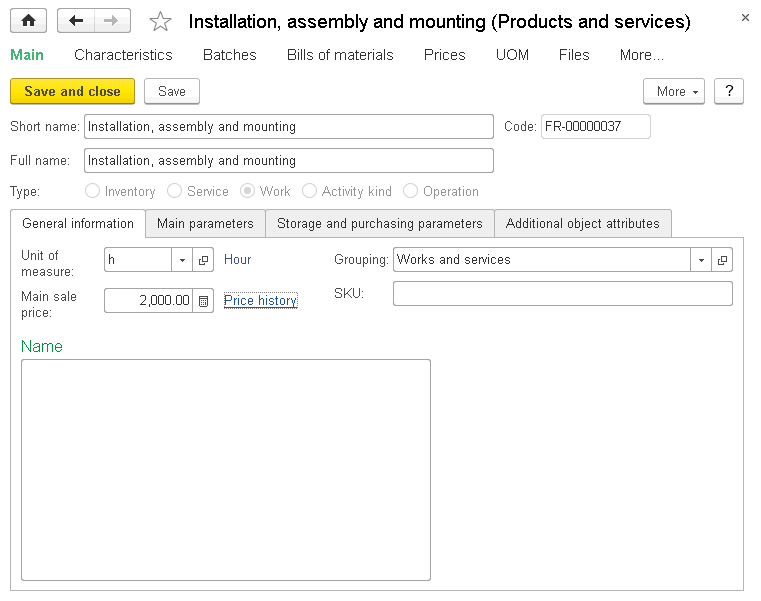 Installation, assembly and mounting (Products and services)
Main Characteristics Batches Bills of materials Prices UOM Files More...
Save and close Save More ?
Short name: Installation, assembly and mounting Code: FR-00000037
Full name: Installation, assembly and mounting
Type: Inventory Service Work Activity kind Operation
General information Main parameters Storage and purchasing parameters Additional object attributes
Unit of measure: h Hour Grouping: Works and services
Main sale price: 2,000.00 Price history SKU:
Name